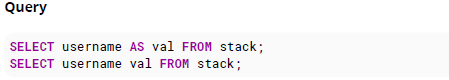 Query
SELECT username AS val FROM stack;
SELECT username val FROM stack;